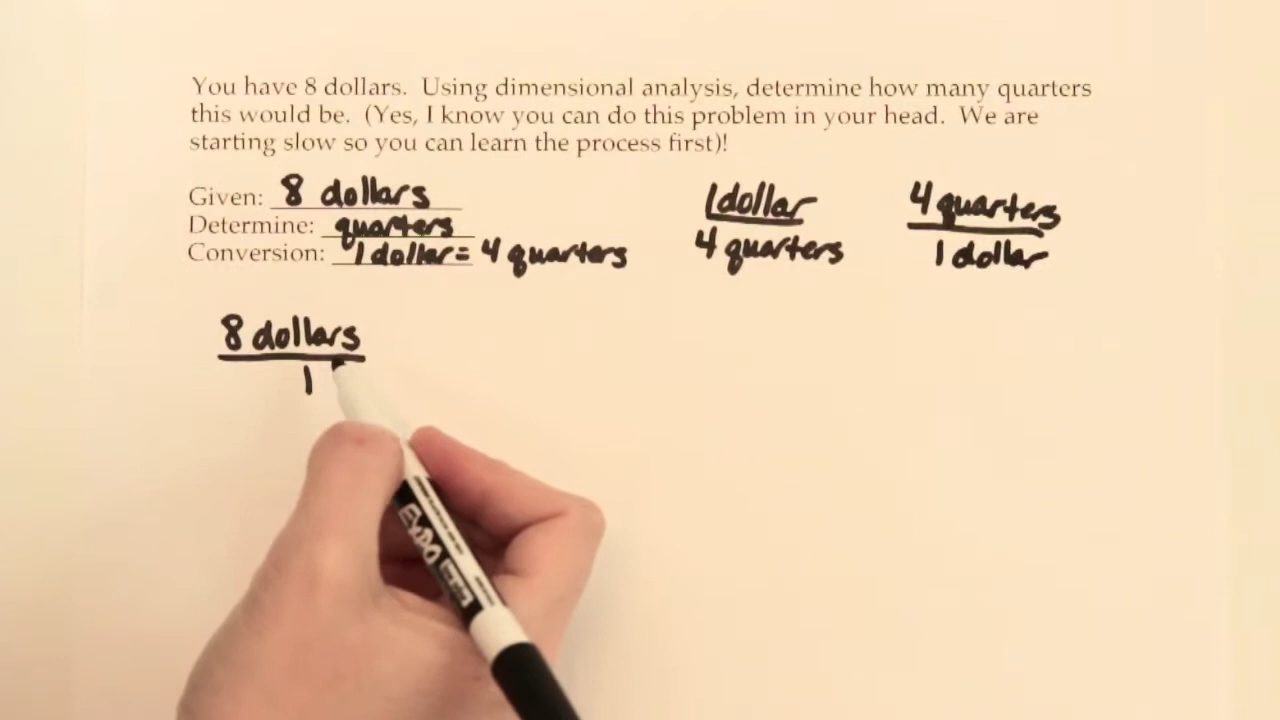 You have 8 dollars. Using dimensional analysis, determine how many quarters
this would be. (Yes, I know you can do this problem in your head. We are
starting slow so you can learn the process first)!
Given: 8 dollars
Determine: quarters
Conversion: 1 dollar = 4 quarters
1 dollar
4 quarters
4 quarters
1 dollar
8 dollars
1
EXPO